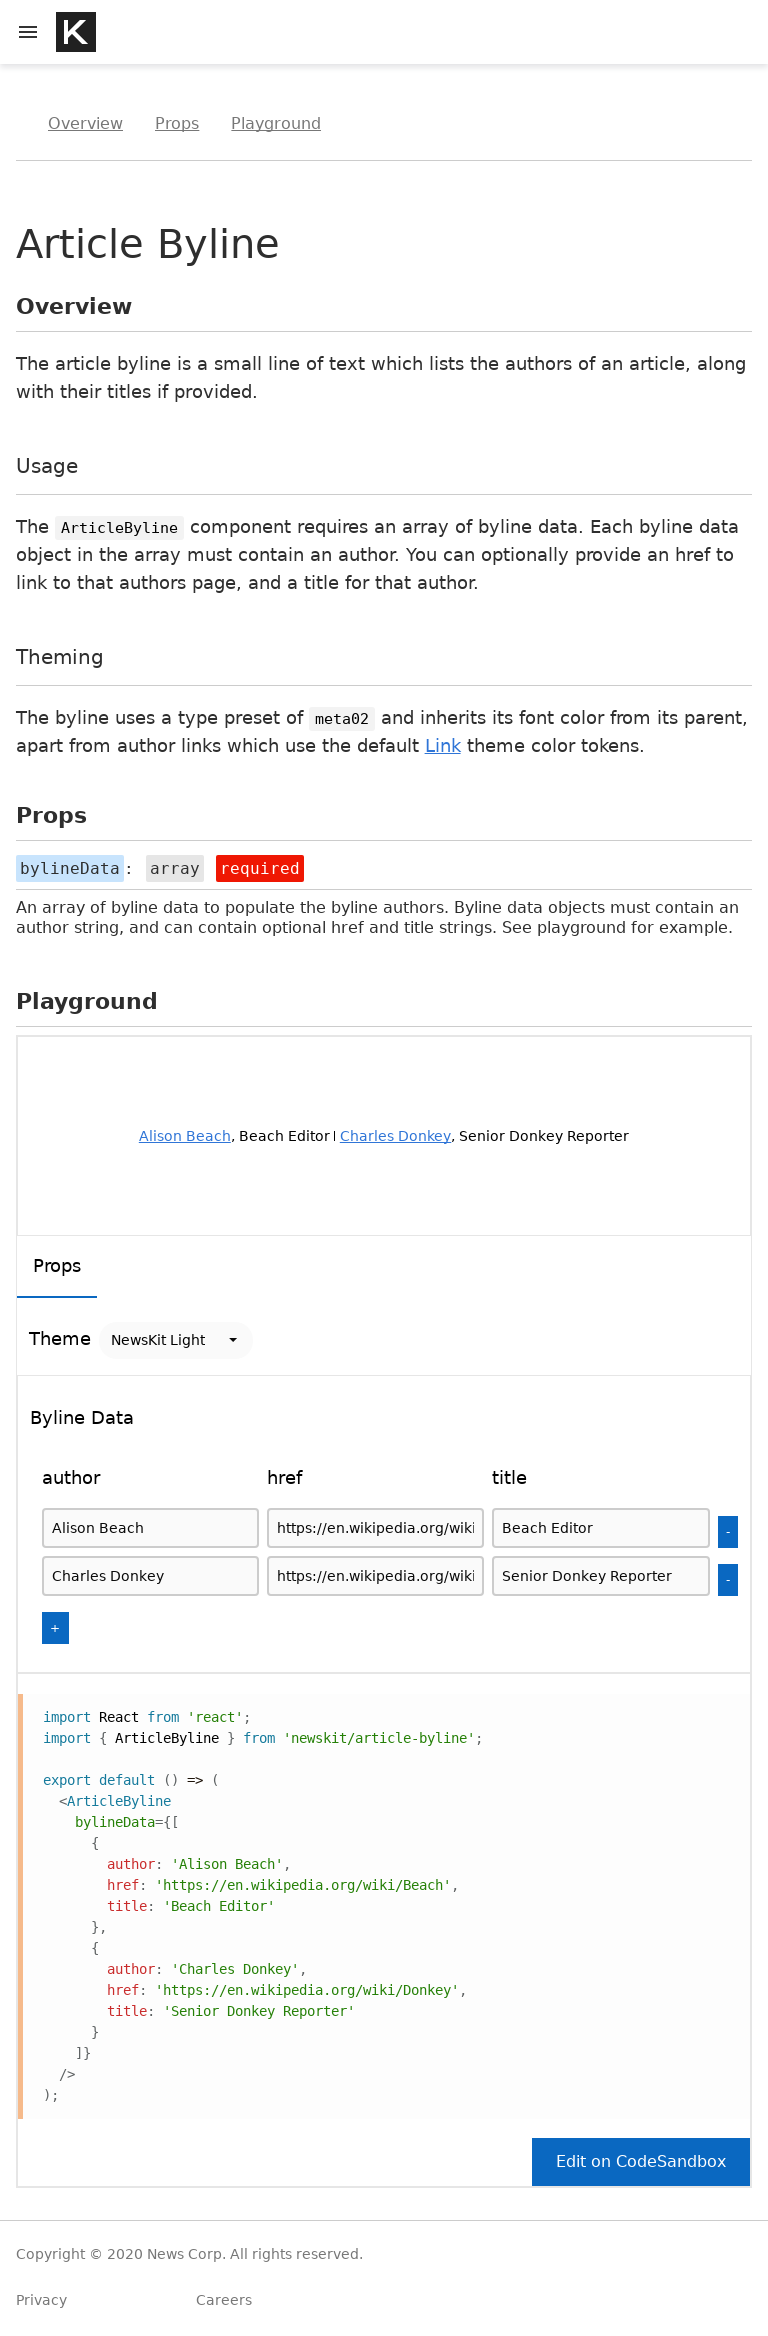 K
Overview Props Playground
Article Byline
Overview
The article byline is a small line of text which lists the authors of an article, along
with their titles if provided.
Usage
The ArticleByline component requires an array of byline data. Each byline data
object in the array must contain an author. You can optionally provide an href to
link to that authors page, and a title for that author.
Theming
The byline uses a type preset of meta02 and inherits its font color from its parent,
apart from author links which use the default Link theme color tokens.
Props
bylineData: array required
An array of byline data to populate the byline authors. Byline data objects must contain an
author string, and can contain optional href and title strings. See playground for example.
Playground
Alison Beach, Beach Editor | Charles Donkey, Senior Donkey Reporter
Props
Theme NewsKit Light
Byline Data
author href title
Alison Beach https://en.wikipedia.org/wiki Beach Editor -
Charles Donkey https://en.wikipedia.org/wiki Senior Donkey Reporter -
+
import React from 'react';
import { ArticleByline } from 'newskit/article-byline';
export default () => (
<ArticleByline
bylineData={[
{
author: 'Alison Beach',
href: 'https://en.wikipedia.org/wiki/Beach',
title: 'Beach Editor'
},
{
author: 'Charles Donkey',
href: 'https://en.wikipedia.org/wiki/Donkey',
title: 'Senior Donkey Reporter'
}
]}
/>
);
Edit on CodeSandbox
Copyright © 2020 News Corp. All rights reserved.
Privacy Careers